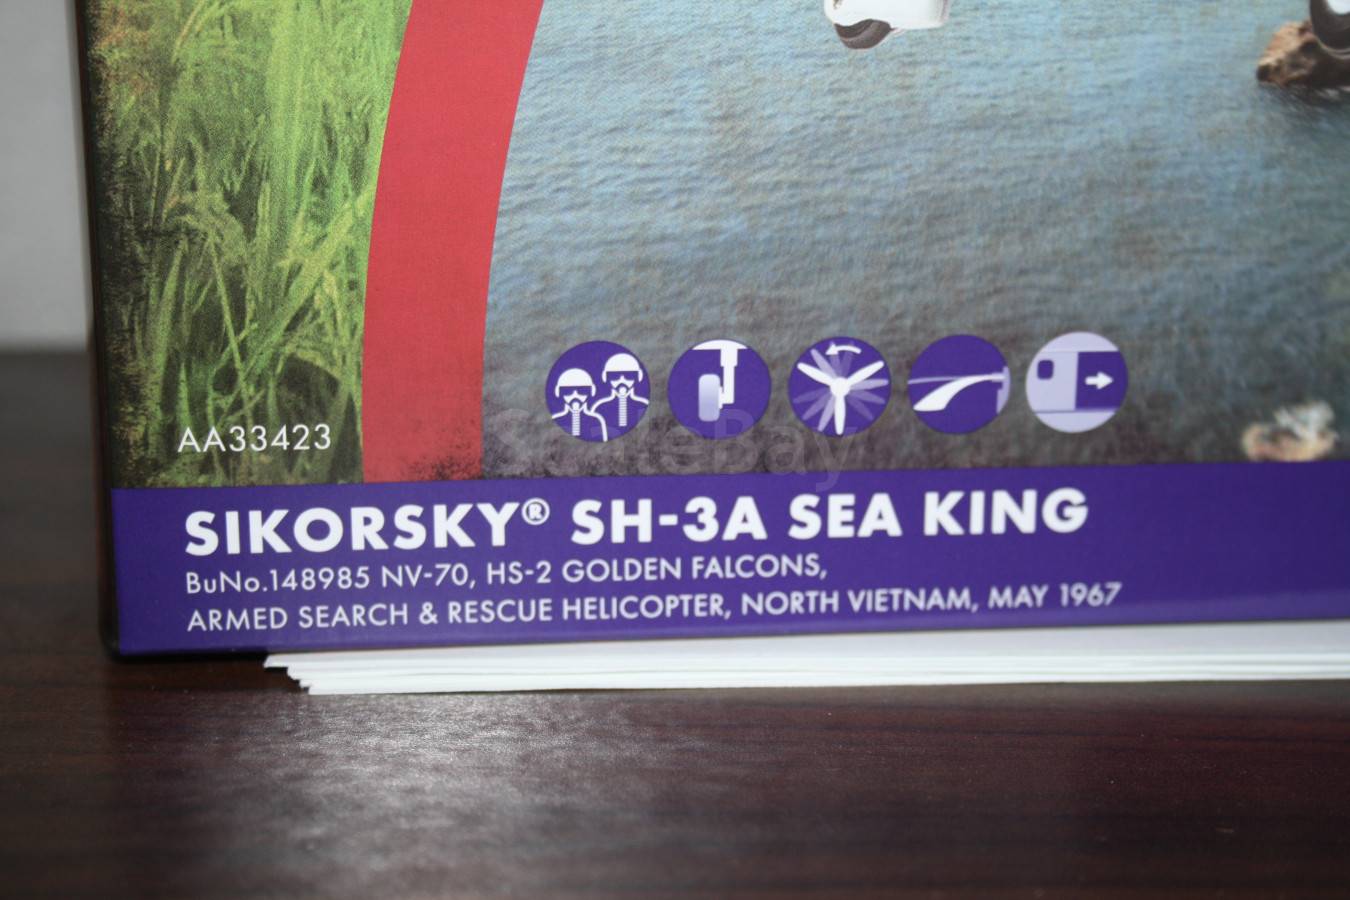 AA33423
ScaleBay
SIKORSKY® SH-3A SEA KING
BuNo.148985 NV-70, HS-2 GOLDEN FALCONS,
ARMED SEARCH & RESCUE HELICOPTER, NORTH VIETNAM, MAY 1967